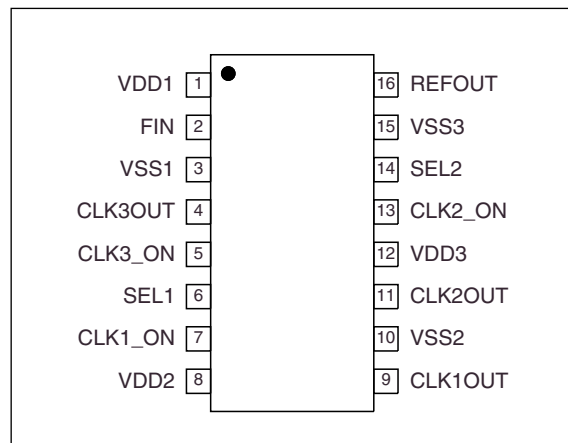 VDD1 1 16 REFOUT
FIN 2 15 VSS3
VSS1 3 14 SEL2
CLK3OUT 4 13 CLK2_ON
CLK3_ON 5 12 VDD3
SEL1 6 11 CLK2OUT
CLK1_ON 7 10 VSS2
VDD2 8 9 CLK1OUT